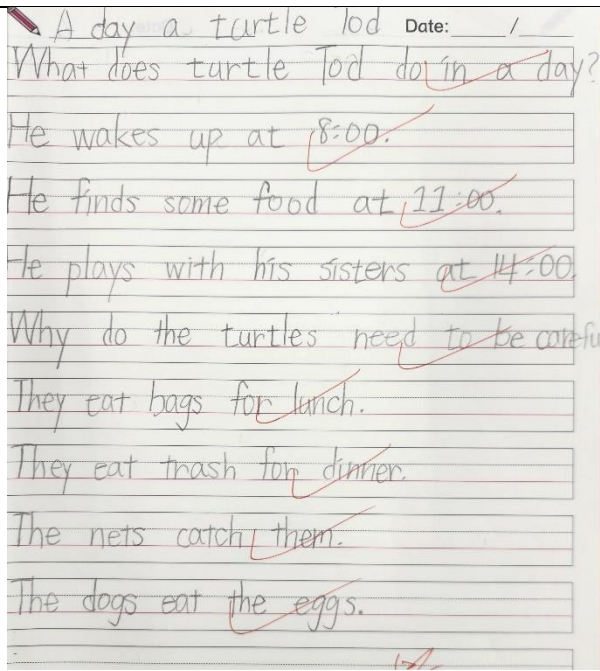 A day a turtle Tod Date: ____/____
What does turtle Tod do in a day?
He wakes up at 8:00.
He finds some food at 11:00.
He plays with his sisters at 14:00.
Why do the turtles need to be carefu
They eat bags for lunch.
They eat trash for dinner.
The nets catch them.
The dogs eat the eggs.